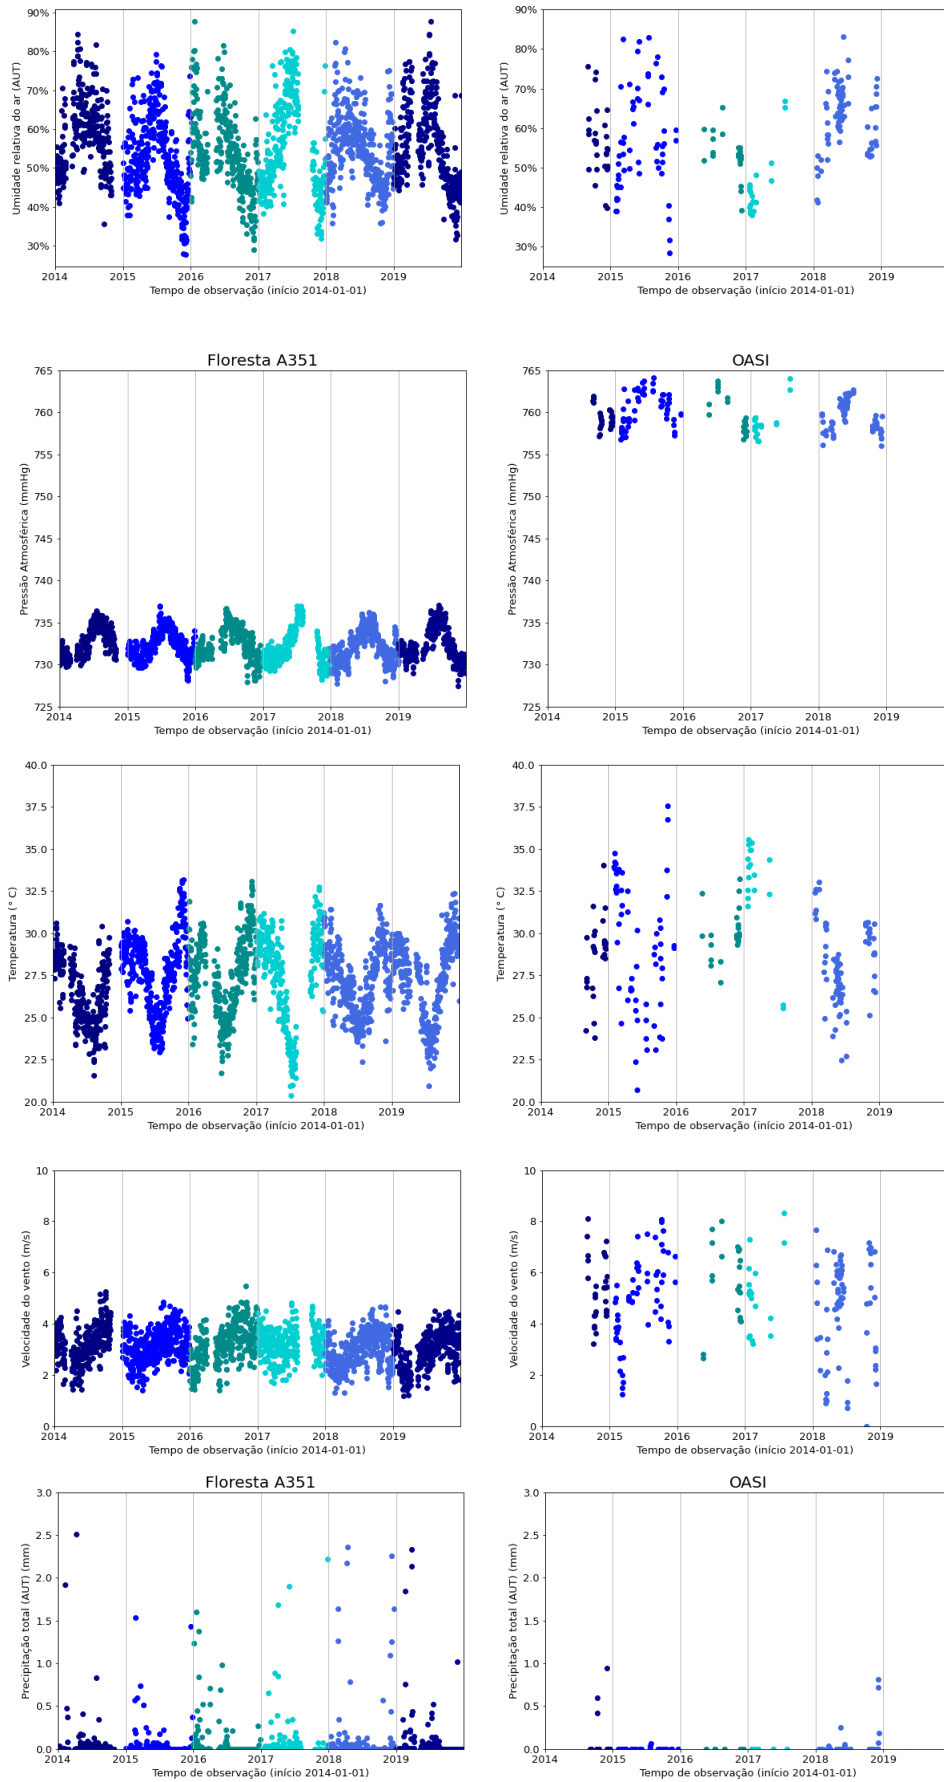 90%
80%
70%
60%
50%
40%
30%
Umidade relativa do ar (AUT)
2014 2015 2016 2017 2018 2019
Tempo de observação (início 2014-01-01)
90%
80%
70%
60%
50%
40%
30%
Umidade relativa do ar (AUT)
2014 2015 2016 2017 2018 2019
Tempo de observação (início 2014-01-01)
Floresta A351
765
760
755
750
745
740
735
730
725
Pressão Atmosférica (mmHg)
2014 2015 2016 2017 2018 2019
Tempo de observação (início 2014-01-01)
OASI
765
760
755
750
745
740
735
730
725
Pressão Atmosférica (mmHg)
2014 2015 2016 2017 2018 2019
Tempo de observação (início 2014-01-01)
40.0
37.5
35.0
32.5
30.0
27.5
25.0
22.5
20.0
Temperatura (° C)
2014 2015 2016 2017 2018 2019
Tempo de observação (início 2014-01-01)
40.0
37.5
35.0
32.5
30.0
27.5
25.0
22.5
20.0
Temperatura (° C)
2014 2015 2016 2017 2018 2019
Tempo de observação (início 2014-01-01)
10
8
6
4
2
0
Velocidade do vento (m/s)
2014 2015 2016 2017 2018 2019
Tempo de observação (início 2014-01-01)
10
8
6
4
2
0
Velocidade do vento (m/s)
2014 2015 2016 2017 2018 2019
Tempo de observação (início 2014-01-01)
Floresta A351
3.0
2.5
2.0
1.5
1.0
0.5
0.0
Precipitação total (AUT) (mm)
2014 2015 2016 2017 2018 2019
Tempo de observação (início 2014-01-01)
OASI
3.0
2.5
2.0
1.5
1.0
0.5
0.0
Precipitação total (AUT) (mm)
2014 2015 2016 2017 2018 2019
Tempo de observação (início 2014-01-01)